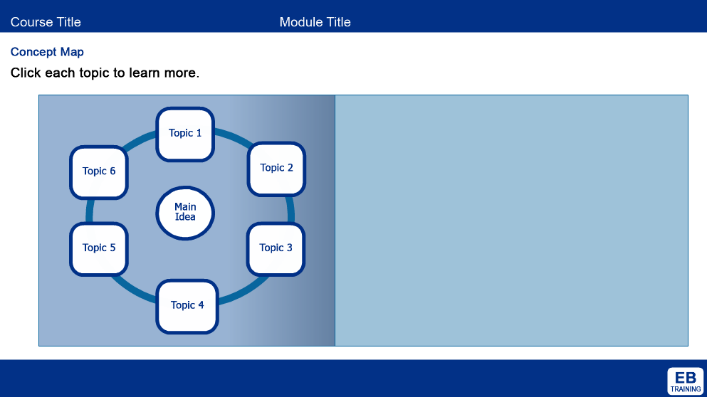 Course Title
Module Title
Concept Map
Click each topic to learn more.
Topic 1
Topic 2
Topic 6
Main
Idea
Topic 5
Topic 3
Topic 4
EB
TRAINING